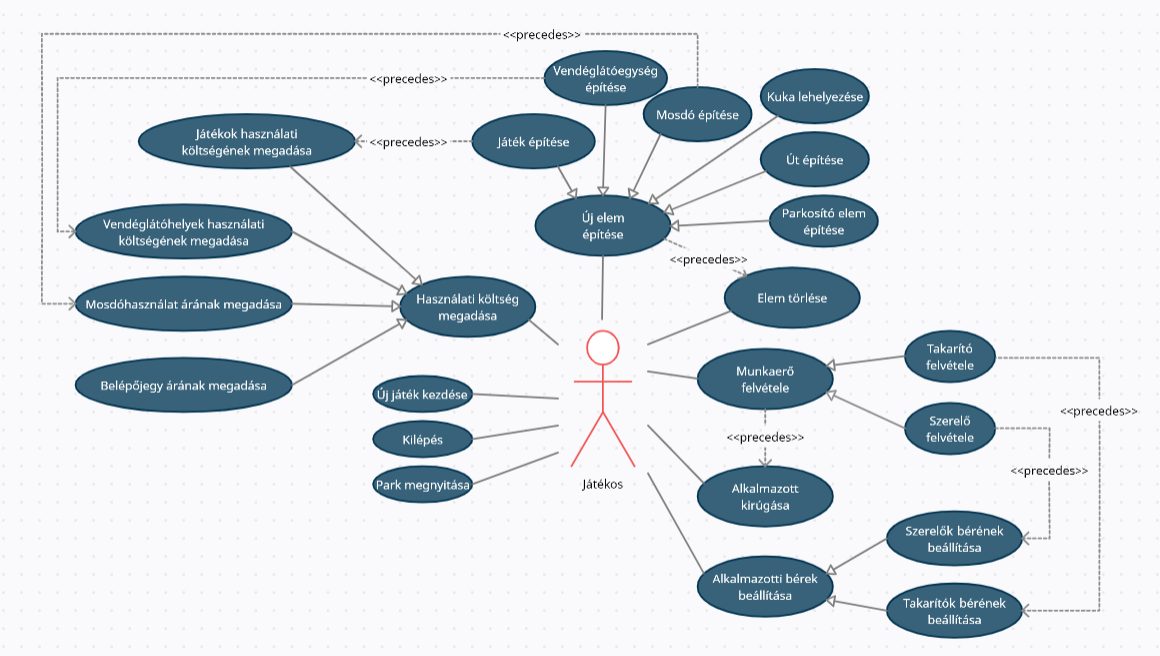 <<precedes>>
Vendéglátóegység
építése
<<precedes>>
Kuka lehelyezése
Mosdó építése
Játékok használati
költségének megadása
<<precedes>>
Játék építése
Út építése
Vendéglátóhelyek használati
költségének megadása
Új elem
építése
Parkosító elem
építése
<<precedes>>
Mosdóhasználat árának megadása
Használati költség
megadása
Elem törlése
Belépőjegy árának megadása
Munkaerő
felvétele
Takarító
felvétele
Új játék kezdése
<<precedes>>
Szerelő
felvétele
Kilépés
<<precedes>>
<<precedes>>
Park megnyitása
Játékos
Alkalmazott
kirúgása
Szerelők bérének
beállítása
Alkalmazotti bérek
beállítása
Takarítók bérének
beállítása